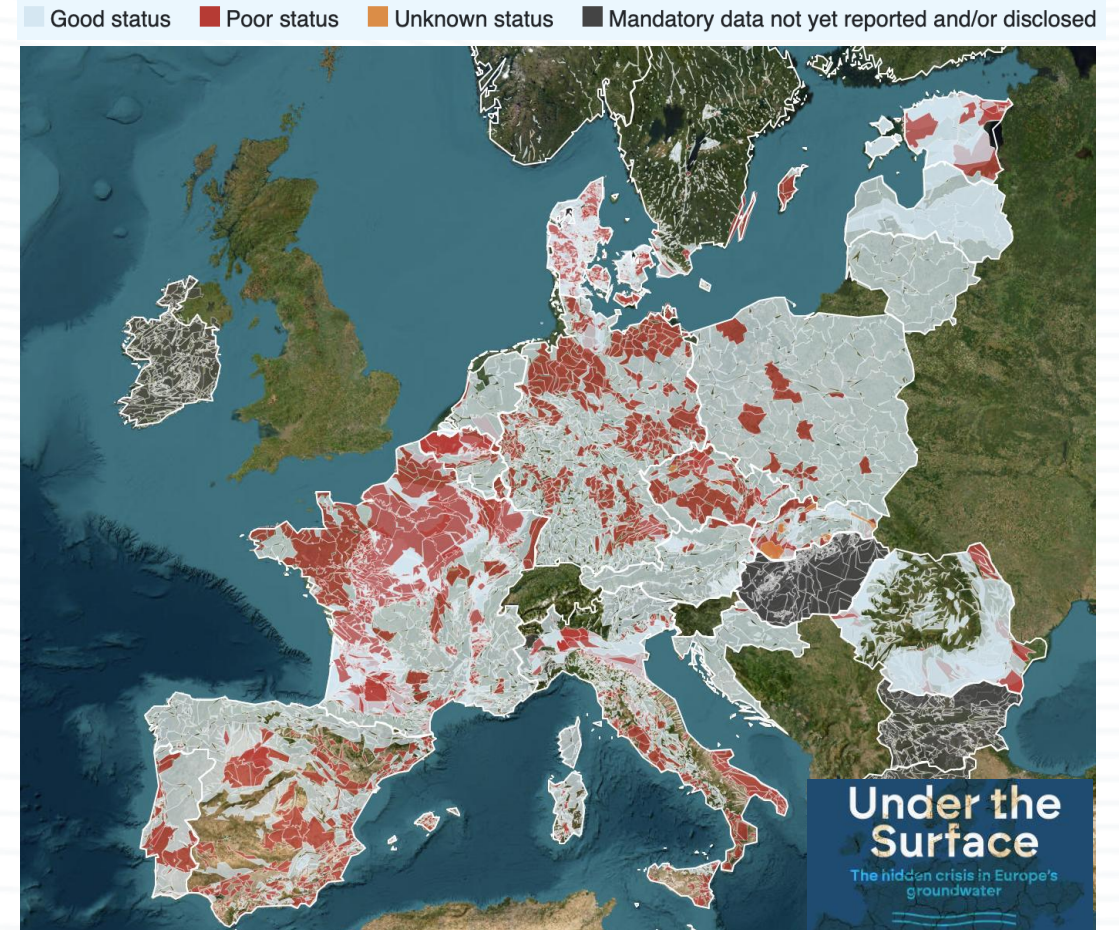 Good status
Poor status
Unknown status
Mandatory data not yet reported and/or disclosed
Under the
Surface
The hidden crisis in Europe's
groundwater